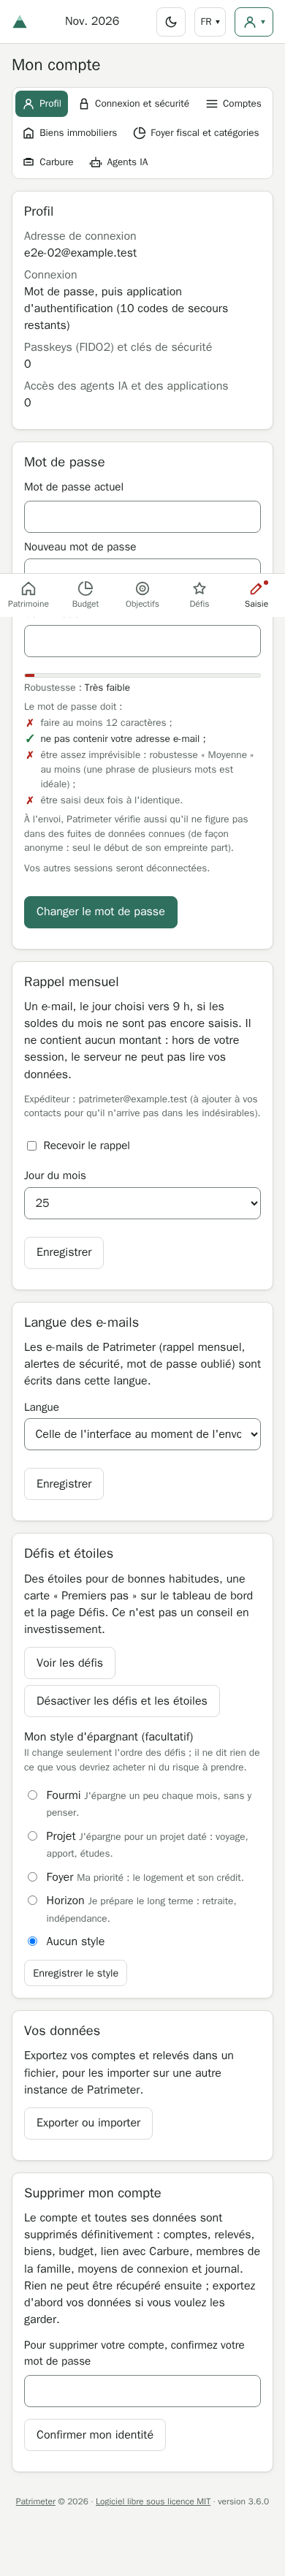 Nov. 2026
FR ▾
Mon compte
Profil
Connexion et sécurité
Comptes
Biens immobiliers
Foyer fiscal et catégories
Carbure
Agents IA
Profil
Adresse de connexion
e2e-02@example.test
Connexion
Mot de passe, puis application
d'authentification (10 codes de secours
restants)
Passkeys (FIDO2) et clés de sécurité
0
Accès des agents IA et des applications
0
Mot de passe
Mot de passe actuel
Nouveau mot de passe
Patrimoine
Budget
Objectifs
Défis
Saisie
Robustesse : Très faible
Le mot de passe doit :
✗ faire au moins 12 caractères ;
✓ ne pas contenir votre adresse e-mail ;
✗ être assez imprévisible : robustesse « Moyenne »
au moins (une phrase de plusieurs mots est
idéale) ;
✗ être saisi deux fois à l'identique.
À l'envoi, Patrimeter vérifie aussi qu'il ne figure pas
dans des fuites de données connues (de façon
anonyme : seul le début de son empreinte part).
Vos autres sessions seront déconnectées.
Changer le mot de passe
Rappel mensuel
Un e-mail, le jour choisi vers 9 h, si les
soldes du mois ne sont pas encore saisis. Il
ne contient aucun montant : hors de votre
session, le serveur ne peut pas lire vos
données.
Expéditeur : patrimeter@example.test (à ajouter à vos
contacts pour qu'il n'arrive pas dans les indésirables).
Recevoir le rappel
Jour du mois
25
Enregistrer
Langue des e-mails
Les e-mails de Patrimeter (rappel mensuel,
alertes de sécurité, mot de passe oublié) sont
écrits dans cette langue.
Langue
Celle de l'interface au moment de l'envo
Enregistrer
Défis et étoiles
Des étoiles pour de bonnes habitudes, une
carte « Premiers pas » sur le tableau de bord
et la page Défis. Ce n'est pas un conseil en
investissement.
Voir les défis
Désactiver les défis et les étoiles
Mon style d'épargnant (facultatif)
Il change seulement l'ordre des défis ; il ne dit rien de
ce que vous devriez acheter ni du risque à prendre.
Fourmi J'épargne un peu chaque mois, sans y
penser.
Projet J'épargne pour un projet daté : voyage,
apport, études.
Foyer Ma priorité : le logement et son crédit.
Horizon Je prépare le long terme : retraite,
indépendance.
Aucun style
Enregistrer le style
Vos données
Exportez vos comptes et relevés dans un
fichier, pour les importer sur une autre
instance de Patrimeter.
Exporter ou importer
Supprimer mon compte
Le compte et toutes ses données sont
supprimés définitivement : comptes, relevés,
biens, budget, lien avec Carbure, membres de
la famille, moyens de connexion et journal.
Rien ne peut être récupéré ensuite ; exportez
d'abord vos données si vous voulez les
garder.
Pour supprimer votre compte, confirmez votre
mot de passe
Confirmer mon identité
Patrimeter © 2026 · Logiciel libre sous licence MIT · version 3.6.0